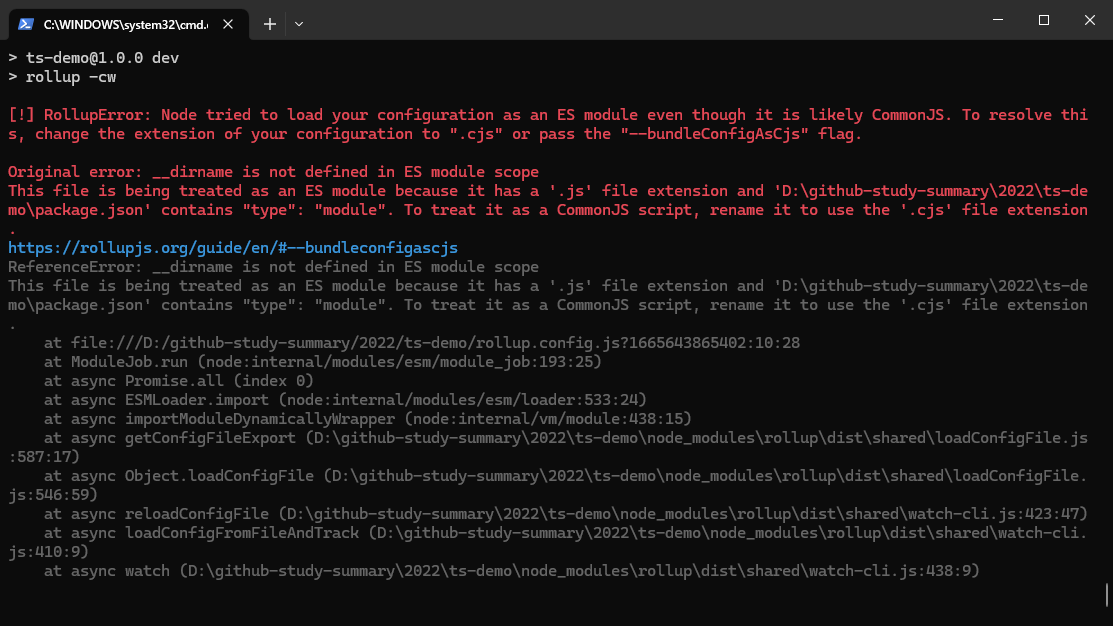 C:\WINDOWS\system32\cmd.
> ts-demo@1.0.0 dev
> rollup -cw
[!] RollupError: Node tried to load your configuration as an ES module even though it is likely CommonJS. To resolve thi
s, change the extension of your configuration to ".cjs" or pass the "--bundleConfigAsCjs" flag.
Original error: __dirname is not defined in ES module scope
This file is being treated as an ES module because it has a '.js' file extension and 'D:\github-study-summary\2022\ts-de
mo\package.json' contains "type": "module". To treat it as a CommonJS script, rename it to use the '.cjs' file extension
.
https://rollupjs.org/guide/en/#--bundleconfigascjs
ReferenceError: __dirname is not defined in ES module scope
This file is being treated as an ES module because it has a '.js' file extension and 'D:\github-study-summary\2022\ts-de
mo\package.json' contains "type": "module". To treat it as a CommonJS script, rename it to use the '.cjs' file extension
.
    at file:///D:/github-study-summary/2022/ts-demo/rollup.config.js?1665643865402:10:28
    at ModuleJob.run (node:internal/modules/esm/module_job:193:25)
    at async Promise.all (index 0)
    at async ESMLoader.import (node:internal/modules/esm/loader:533:24)
    at async importModuleDynamicallyWrapper (node:internal/vm/module:438:15)
    at async getConfigFileExport (D:\github-study-summary\2022\ts-demo\node_modules\rollup\dist\shared\loadConfigFile.js
:587:17)
    at async Object.loadConfigFile (D:\github-study-summary\2022\ts-demo\node_modules\rollup\dist\shared\loadConfigFile.
js:546:59)
    at async reloadConfigFile (D:\github-study-summary\2022\ts-demo\node_modules\rollup\dist\shared\watch-cli.js:423:47)
    at async loadConfigFromFileAndTrack (D:\github-study-summary\2022\ts-demo\node_modules\rollup\dist\shared\watch-cli.
js:410:9)
    at async watch (D:\github-study-summary\2022\ts-demo\node_modules\rollup\dist\shared\watch-cli.js:438:9)